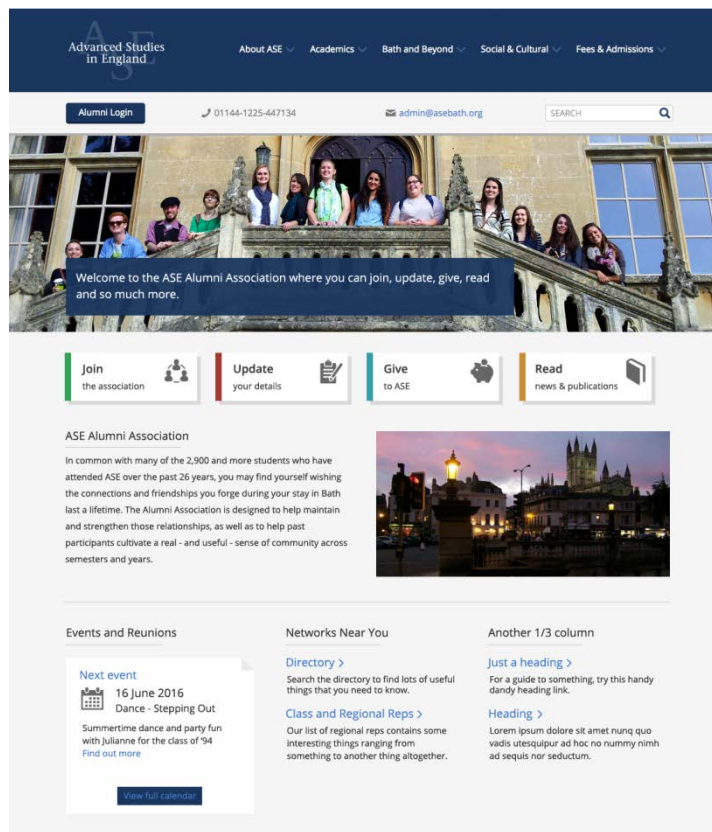 Advanced Studies
in England
About ASE
Academics
Bath and Beyond
Social & Cultural
Fees & Admissions
Alumni Login
01144-1225-447134
admin@asebath.org
SEARCH
Welcome to the ASE Alumni Association where you can join, update, give, read
and so much more.
Join
the association
Update
your details
Give
to ASE
Read
news & publications
ASE Alumni Association
In common with many of the 2,900 and more students who have
attended ASE over the past 26 years, you may find yourself wishing
the connections and friendships you forge during your stay in Bath
last a lifetime. The Alumni Association is designed to help maintain
and strengthen those relationships, as well as to help past
participants cultivate a real - and useful - sense of community across
semesters and years.
Events and Reunions
Next event
16 June 2016
Dance - Stepping Out
Summertime dance and party fun
with Julianne for the class of '94
Find out more
View full calendar
Networks Near You
Directory >
Search the directory to find lots of useful
things that you need to know.
Class and Regional Reps >
Our list of regional reps contains some
interesting things ranging from
something to another thing altogether.
Another 1/3 column
Just a heading >
For a guide to something, try this handy
dandy heading link.
Heading >
Lorem ipsum dolore sit amet nunq quo
vadis utesquipur ad hoc no nummy nimh
ad sequis nor seductum.